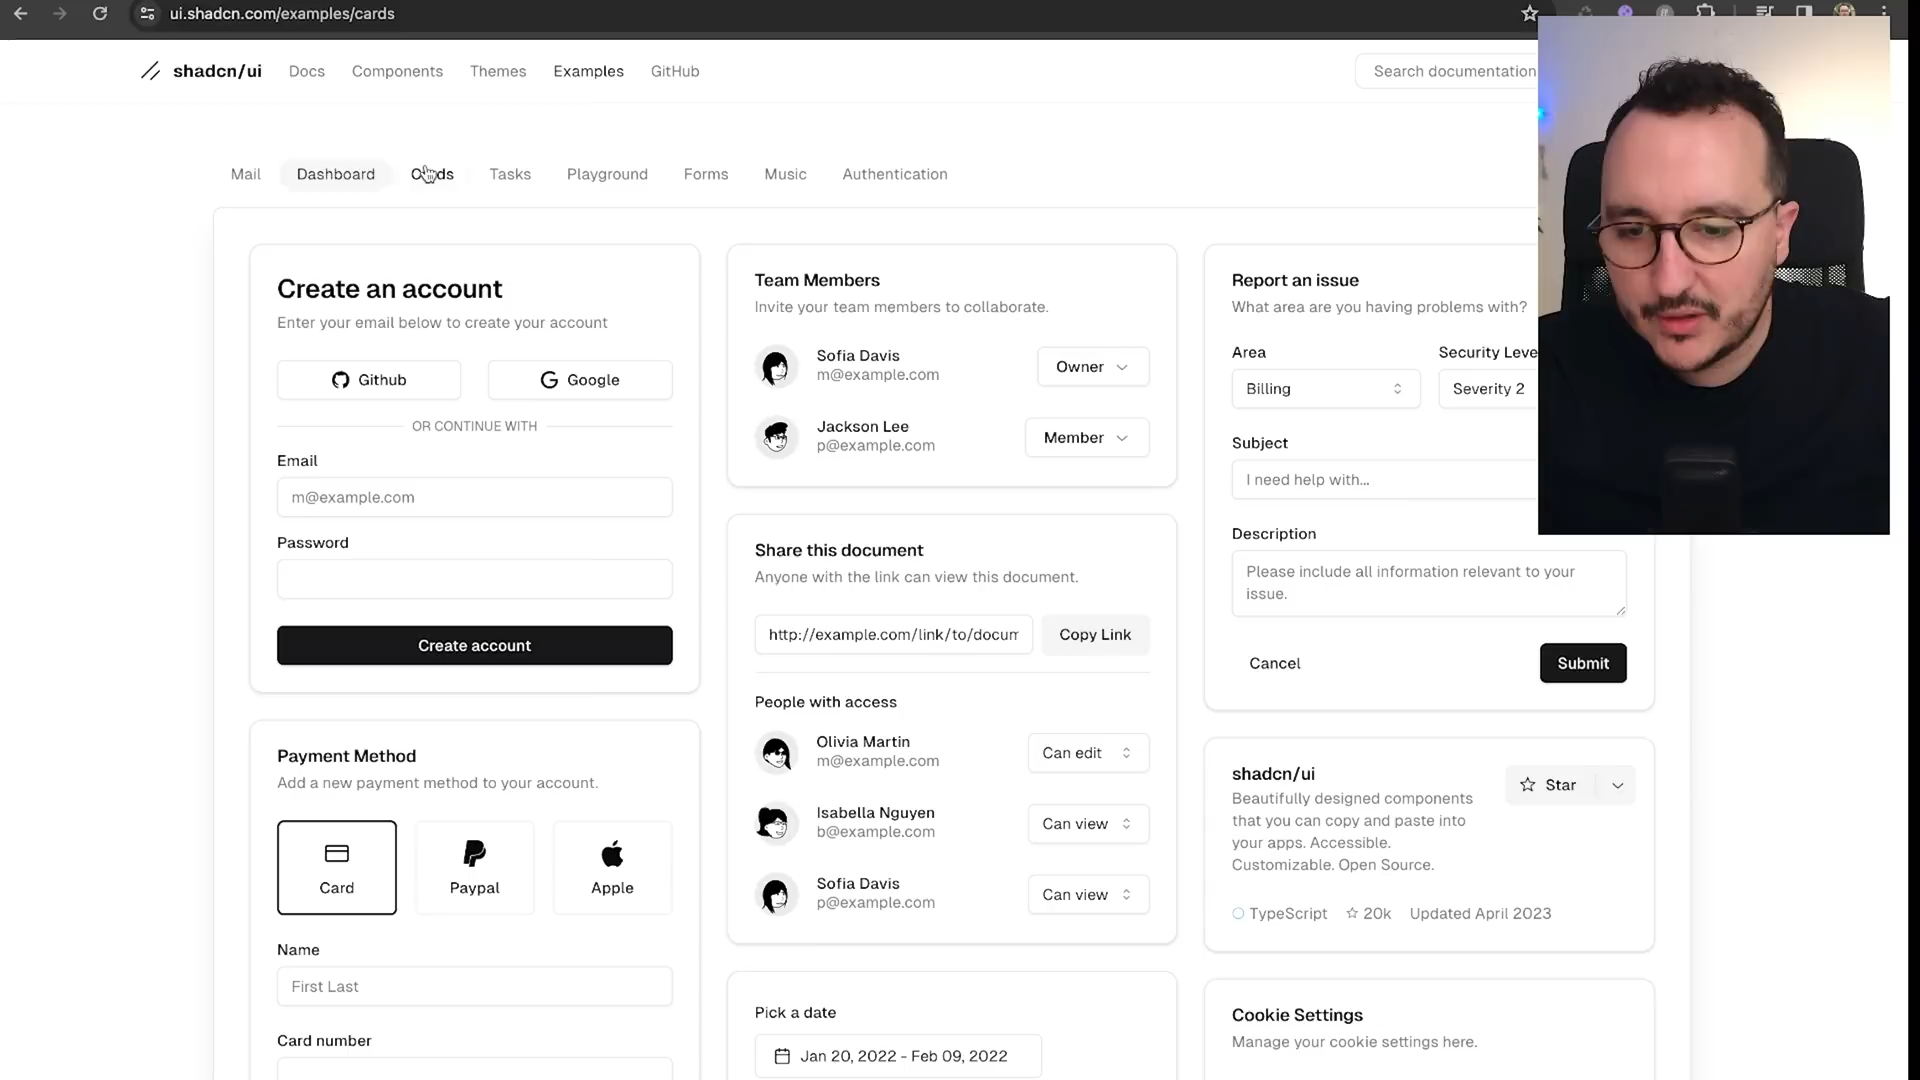 ui.shadcn.com/examples/cards
shadcn/ui Docs Components Themes Examples GitHub
Search documentation
Mail Dashboard Cards Tasks Playground Forms Music Authentication
Create an account
Enter your email below to create your account
Github Google
OR CONTINUE WITH
Email
m@example.com
Password
Create account
Payment Method
Add a new payment method to your account.
Card Paypal Apple
Name
First Last
Card number
Team Members
Invite your team members to collaborate.
Sofia Davis
m@example.com
Owner
Jackson Lee
p@example.com
Member
Share this document
Anyone with the link can view this document.
http://example.com/link/to/docum Copy Link
People with access
Olivia Martin
m@example.com
Can edit
Isabella Nguyen
b@example.com
Can view
Sofia Davis
p@example.com
Can view
Pick a date
Jan 20, 2022 - Feb 09, 2022
Report an issue
What area are you having problems with?
Area Security Leve
Billing Severity 2
Subject
I need help with...
Description
Please include all information relevant to your
issue.
Cancel Submit
shadcn/ui
Star
Beautifully designed components
that you can copy and paste into
your apps. Accessible.
Customizable. Open Source.
TypeScript 20k Updated April 2023
Cookie Settings
Manage your cookie settings here.